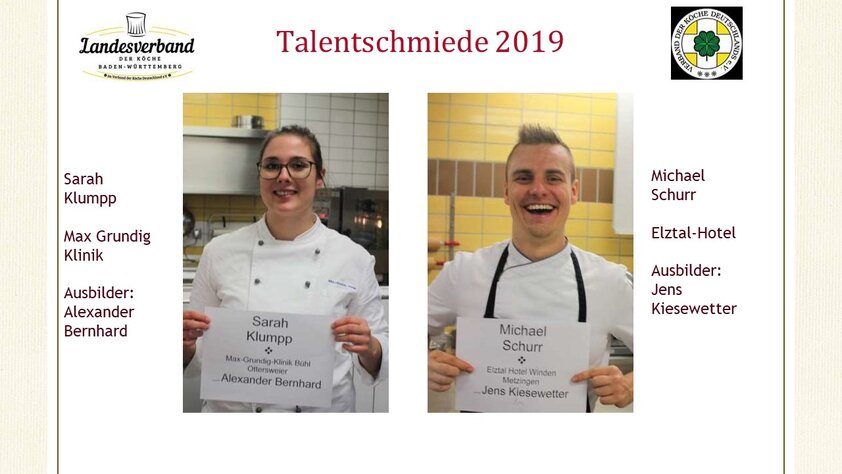 Landesverband
DER KÖCHE
BADEN-WÜRTTEMBERG
im Verband der Köche Deutschland e.V.
Talentschmiede 2019
VERBAND DER KÖCHE DEUTSCHLANDS e.V.
Sarah
Klumpp
Max Grundig
Klinik
Ausbilder:
Alexander
Bernhard
Sarah
Klumpp
Max-Grundig-Klinik Bühl
Ottersweier
Alexander Bernhard
Michael
Schurr
Elztal Hotel Winden
Metzingen
Jens Kiesewetter
Michael
Schurr
Elztal-Hotel
Ausbilder:
Jens
Kiesewetter